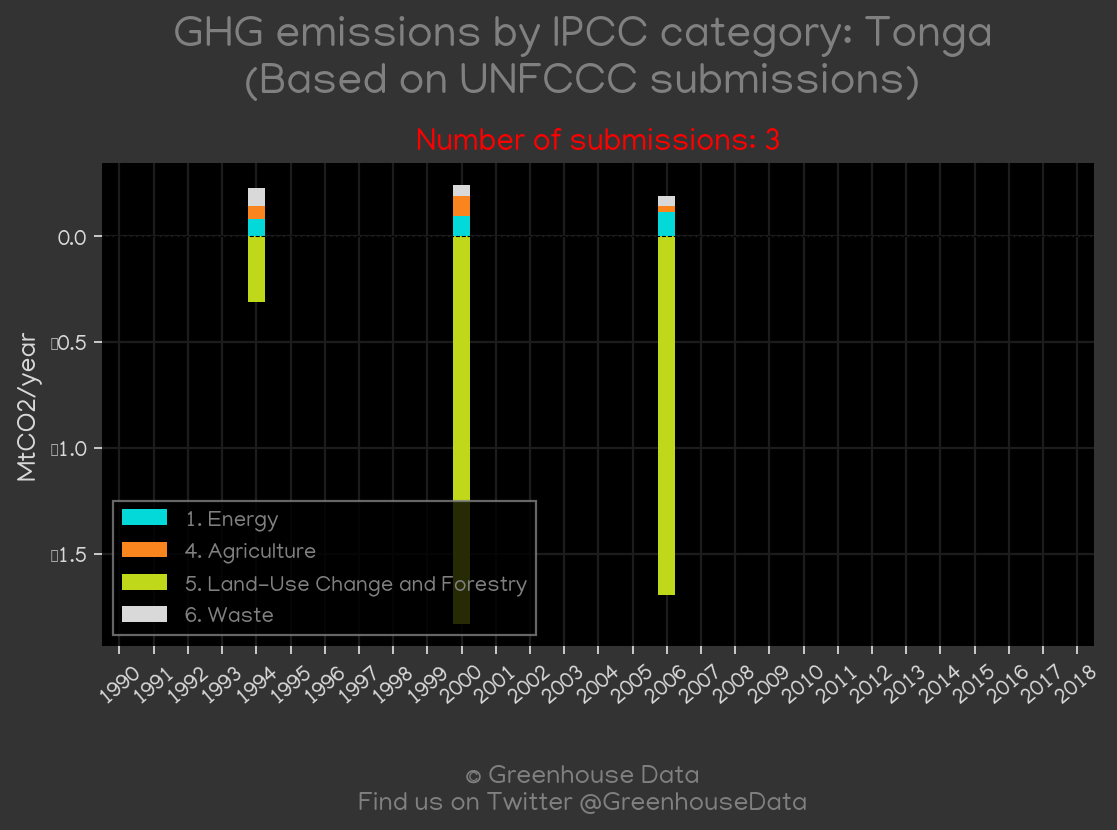 GHG emissions by IPCC category: Tonga
(Based on UNFCCC submissions)
Number of submissions: 3
MtCO2/year
0.0
▯0.5
▯1.0
▯1.5
1. Energy
4. Agriculture
5. Land-Use Change and Forestry
6. Waste
1990 1991 1992 1993 1994 1995 1996 1997 1998 1999 2000 2001 2002 2003 2004 2005 2006 2007 2008 2009 2010 2011 2012 2013 2014 2015 2016 2017 2018
© Greenhouse Data
Find us on Twitter @GreenhouseData